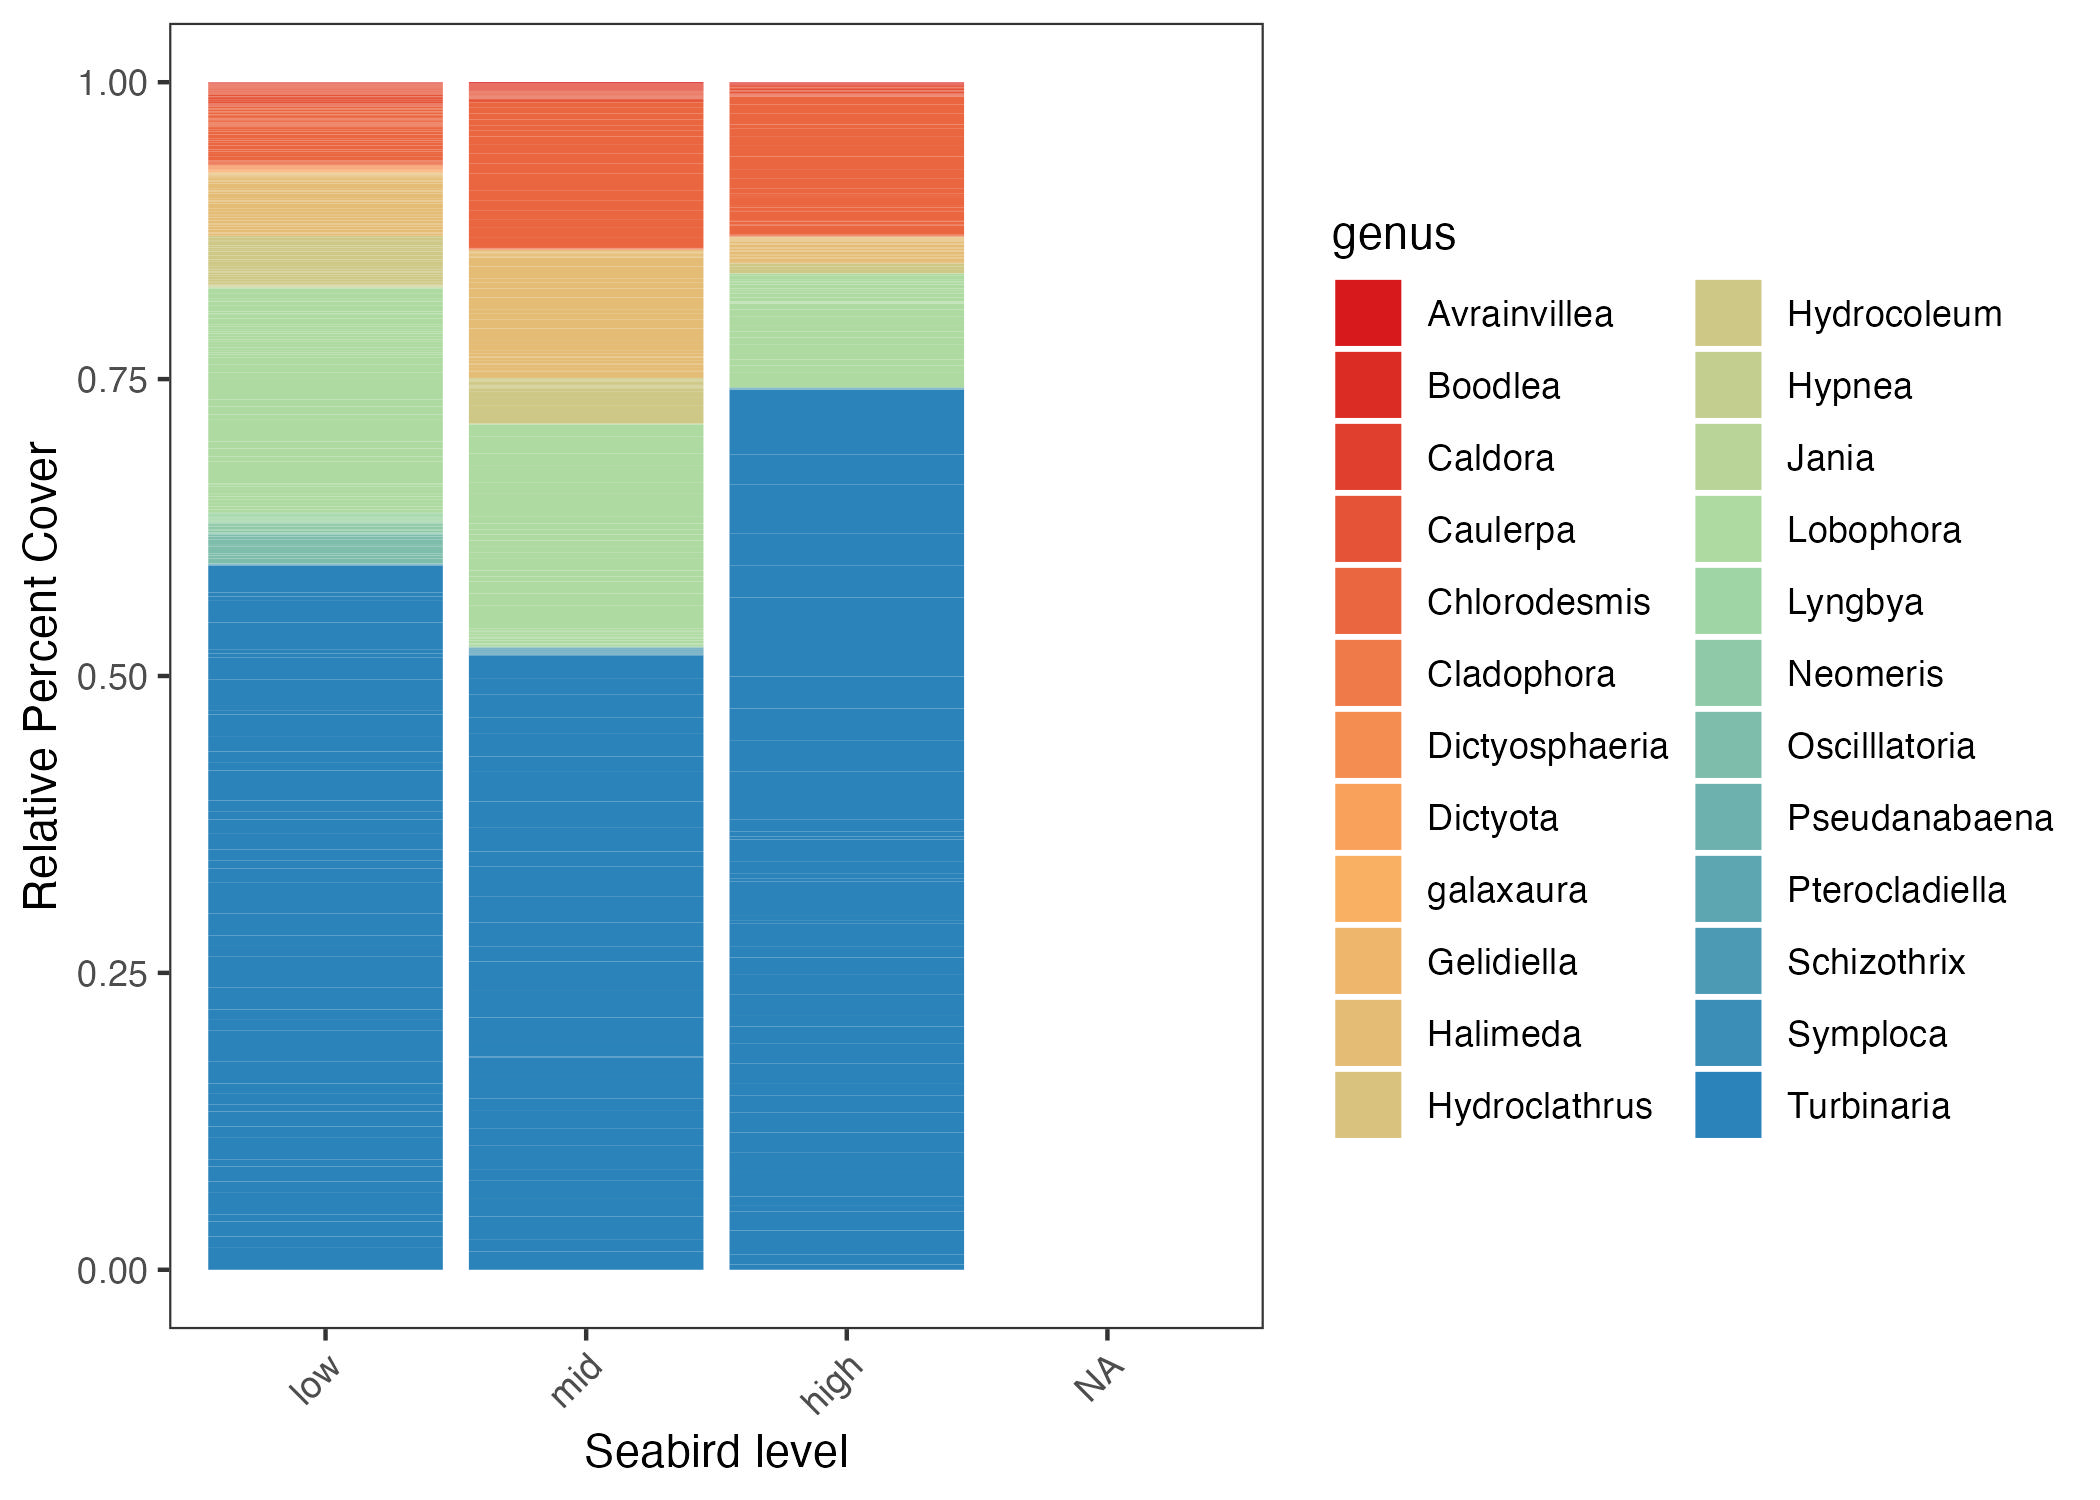 Relative Percent Cover
1.00
0.75
0.50
0.25
0.00
low
mid
high
NA
Seabird level
genus
Avrainvillea
Boodlea
Caldora
Caulerpa
Chlorodesmis
Cladophora
Dictyosphaeria
Dictyota
galaxaura
Gelidiella
Halimeda
Hydroclathrus
Hydrocoleum
Hypnea
Jania
Lobophora
Lyngbya
Neomeris
Oscilllatoria
Pseudanabaena
Pterocladiella
Schizothrix
Symploca
Turbinaria